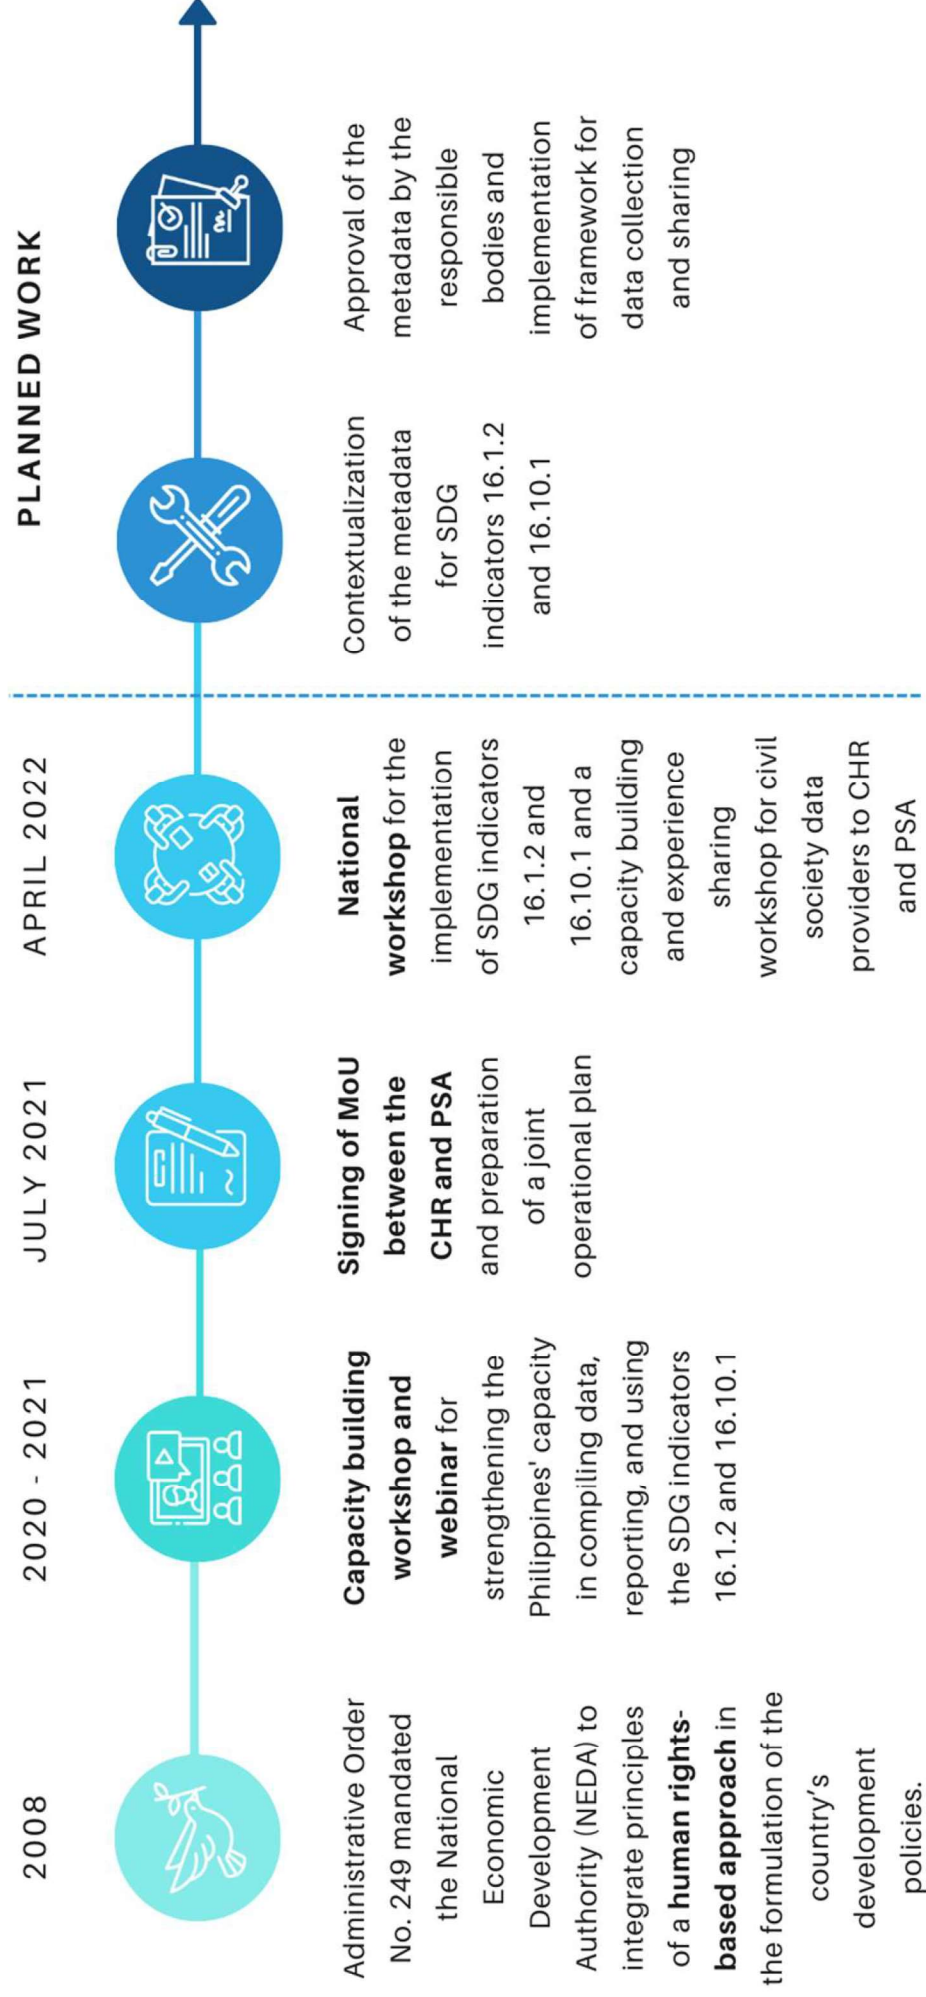 2008
Administrative Order
No. 249 mandated
the National
Economic
Development
Authority (NEDA) to
integrate principles
of a human rights-
based approach in
the formulation of the
country's
development
policies.
2020 - 2021
Capacity building
workshop and
webinar for
strengthening the
Philippines' capacity
in compiling data,
reporting, and using
the SDG indicators
16.1.2 and 16.10.1
JULY 2021
Signing of MoU
between the
CHR and PSA
and preparation
of a joint
operational plan
APRIL 2022
National
workshop for the
implementation
of SDG indicators
16.1.2 and
16.10.1 and a
capacity building
and experience
sharing
workshop for civil
society data
providers to CHR
and PSA
PLANNED WORK
Contextualization
of the metadata
for SDG
indicators 16.1.2
and 16.10.1
Approval of the
metadata by the
responsible
bodies and
implementation
of framework for
data collection
and sharing